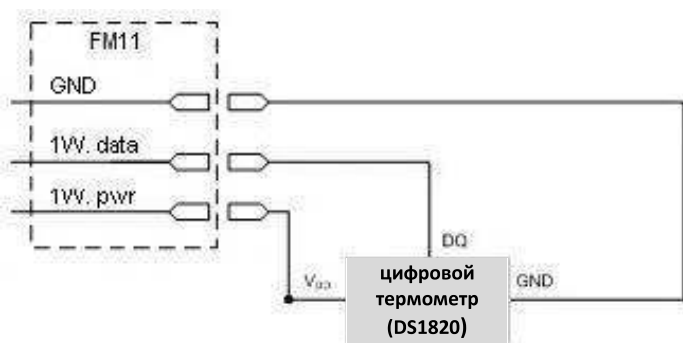 FM11
GND
1W. data
1W. pwr
DQ
VDD
цифровой
термометр
(DS1820)
GND